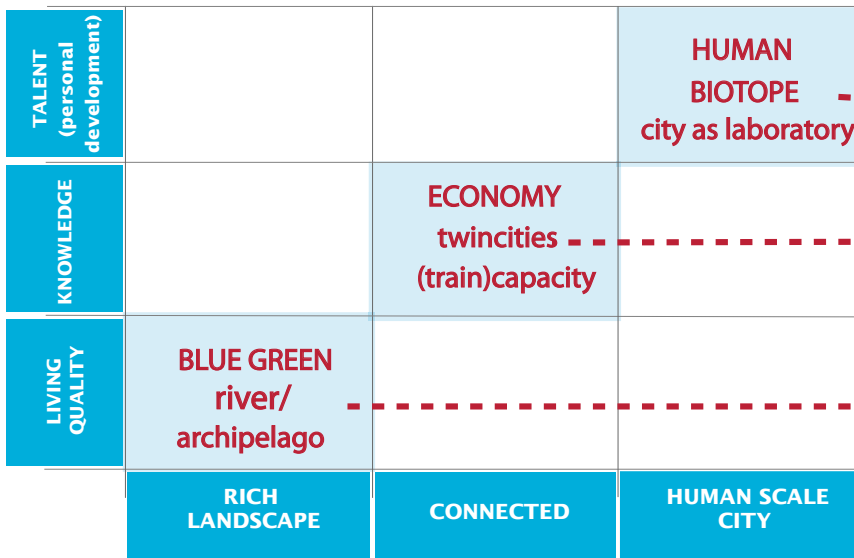 TALENT
(personal
development)
HUMAN
BIOTOPE
city as laboratory
KNOWLEDGE
ECONOMY
twincities
(train)capacity
LIVING
QUALITY
BLUE GREEN
river/
archipelago
RICH
LANDSCAPE
CONNECTED
HUMAN SCALE
CITY